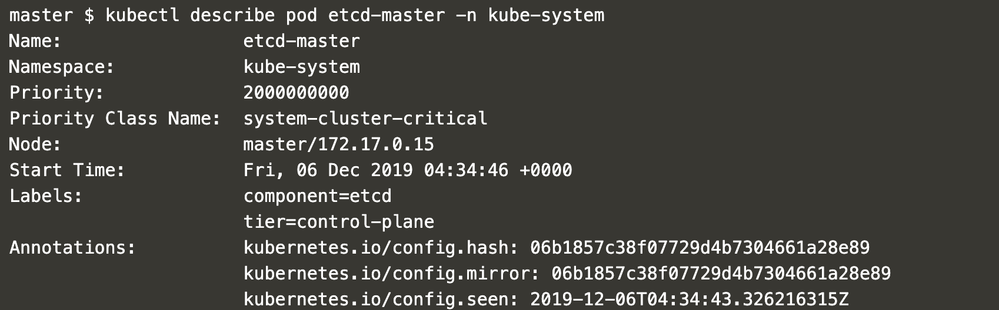 master $ kubectl describe pod etcd-master -n kube-system
Name:                 etcd-master
Namespace:            kube-system
Priority:             2000000000
Priority Class Name:  system-cluster-critical
Node:                 master/172.17.0.15
Start Time:           Fri, 06 Dec 2019 04:34:46 +0000
Labels:               component=etcd
                      tier=control-plane
Annotations:          kubernetes.io/config.hash: 06b1857c38f07729d4b7304661a28e89
                      kubernetes.io/config.mirror: 06b1857c38f07729d4b7304661a28e89
                      kubernetes.io/config.seen: 2019-12-06T04:34:43.326216315Z